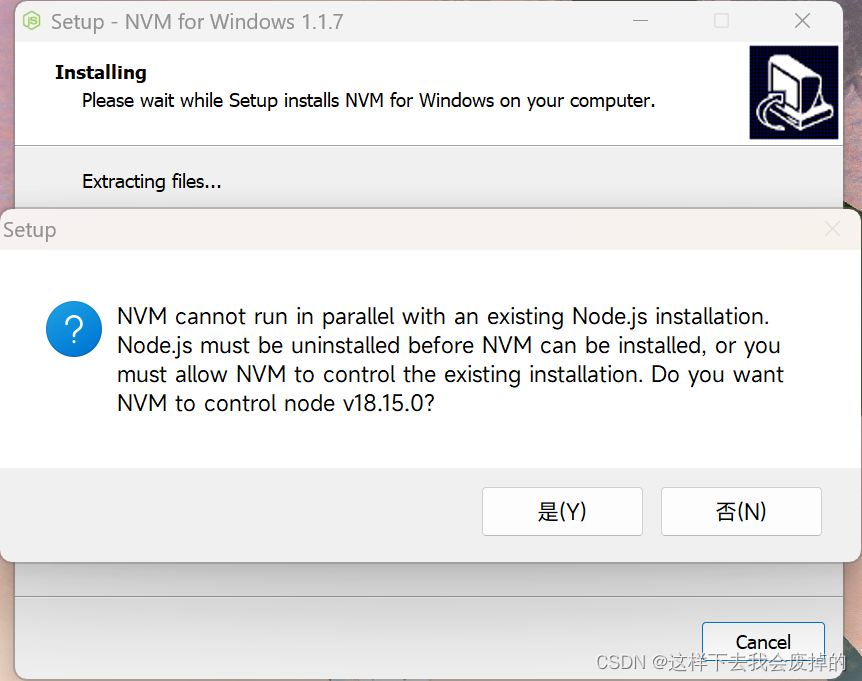 Setup - NVM for Windows 1.1.7
Installing
Please wait while Setup installs NVM for Windows on your computer.
Extracting files...
Setup
NVM cannot run in parallel with an existing Node.js installation.
Node.js must be uninstalled before NVM can be installed, or you
must allow NVM to control the existing installation. Do you want
NVM to control node v18.15.0?
是(Y)
否(N)
Cancel
CSDN @这样下去我会废掉的